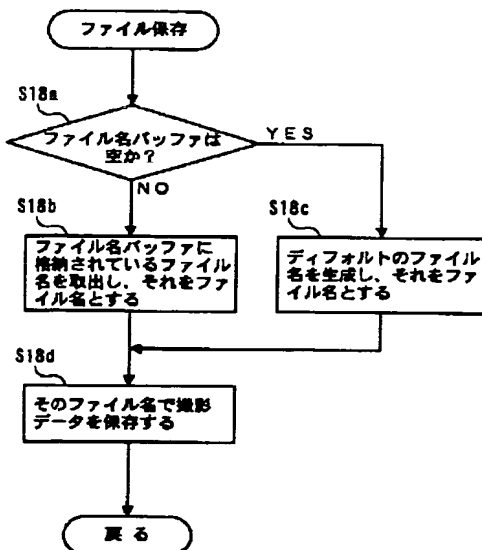 ファイル保存
S18a
ファイル名バッファは
空か?
YES
NO
S18b
ファイル名バッファに
格納されているファイル
名を取出し、それをファ
イル名とする
S18c
ディフォルトのファイル
名を生成し、それをファ
イル名とする
S18d
そのファイル名で撮影
データを保存する
戻る